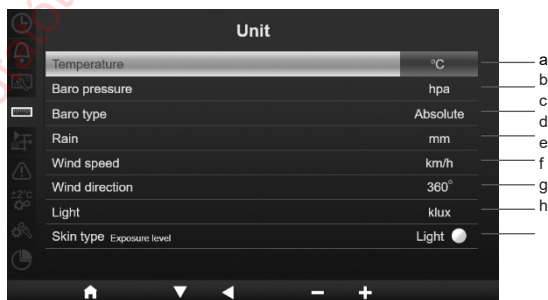 Unit
Temperature °C a
Baro pressure hpa b
Baro type Absolute c
Rain mm d
Wind speed km/h e
Wind direction 360° f
Light klux g
Skin type Exposure level Light h
±2°C